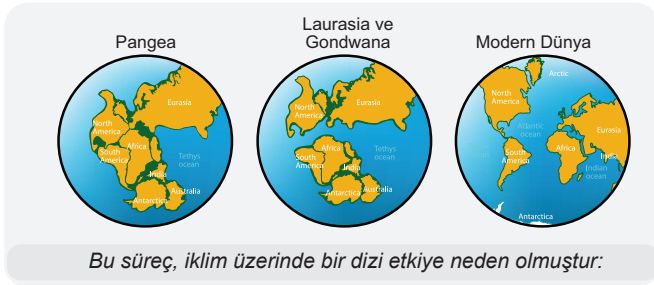 Pangea
Laurasia ve
Gondwana
Modern Dünya
Eurasia
North
America
Africa
South
America
Tethys
ocean
India
Australia
Antarctica
North
America
Eurasia
Africa
South
America
Tethys
ocean
India
Australia
Antarctica
Arctic
North
America
Atlantic
ocean
Eurasia
Africa
India
South
America
Indian
ocean
Antarctica
Bu süreç, iklim üzerinde bir dizi etkiye neden olmuştur: